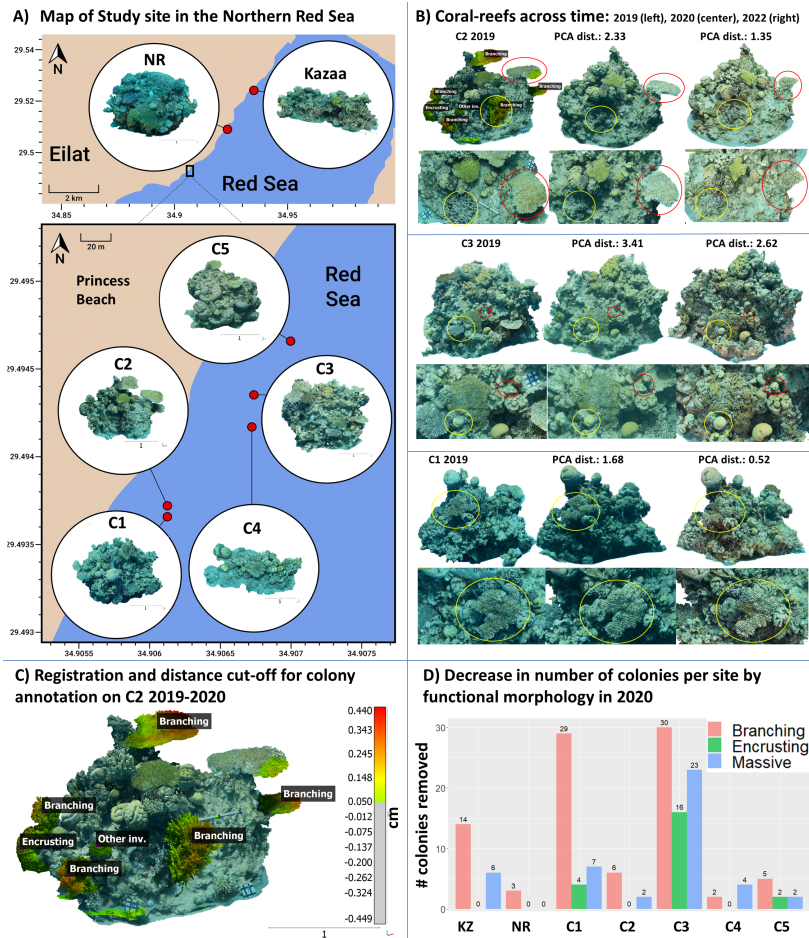 A) Map of Study site in the Northern Red Sea
29.54
29.52
29.5
N
NR
Kazaa
Eilat
Red Sea
2 km
34.85
34.9
34.95
20 m
N
Princess
Beach
C5
Red
Sea
C2
C3
C1
C4
1
1
1
1
1
29.495
29.4945
29.494
29.4935
29.493
34.9055
34.906
34.9065
34.907
34.9075
B) Coral-reefs across time: 2019 (left), 2020 (center), 2022 (right)
C2 2019
PCA dist.: 2.33
PCA dist.: 1.35
Branching
Branching
Branching
Encrusting
Other inv.
Branching
Branching
C3 2019
PCA dist.: 3.41
PCA dist.: 2.62
C1 2019
PCA dist.: 1.68
PCA dist.: 0.52
C) Registration and distance cut-off for colony
annotation on C2 2019-2020
Branching
Branching
Branching
Encrusting
Other inv.
Branching
Branching
0.440
0.342
0.245
0.148
0.050
-0.012
-0.075
-0.137
-0.200
-0.262
-0.324
-0.449
cm
1
D) Decrease in number of colonies per site by
functional morphology in 2020
# colonies removed
30
20
10
0
Branching
Encrusting
Massive
14
0
6
3
0
0
29
4
7
6
0
2
30
16
23
2
0
4
5
2
2
KZ
NR
C1
C2
C3
C4
C5